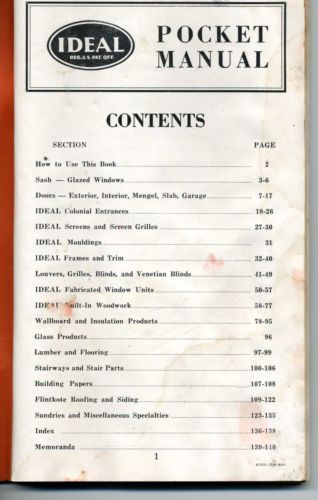 IDEAL
REG. U.S. PAT. OFF.
POCKET
MANUAL
CONTENTS
SECTION PAGE
How to Use This Book 2
Sash — Glazed Windows 3-6
Doors — Exterior, Interior, Mengel, Slab, Garage 7-17
IDEAL Colonial Entrances 18-26
IDEAL Screens and Screen Grilles 27-30
IDEAL Mouldings 31
IDEAL Frames and Trim 32-40
Louvers, Grilles, Blinds, and Venetian Blinds 41-49
IDEAL Fabricated Window Units 50-57
IDEAL Built-In Woodwork 58-77
Wallboard and Insulation Products 78-95
Glass Products 96
Lumber and Flooring 97-99
Stairways and Stair Parts 100-106
Building Papers 107-108
Flintkote Roofing and Siding 109-122
Sundries and Miscellaneous Specialties 123-135
Index 136-138
Memoranda 139-140
1